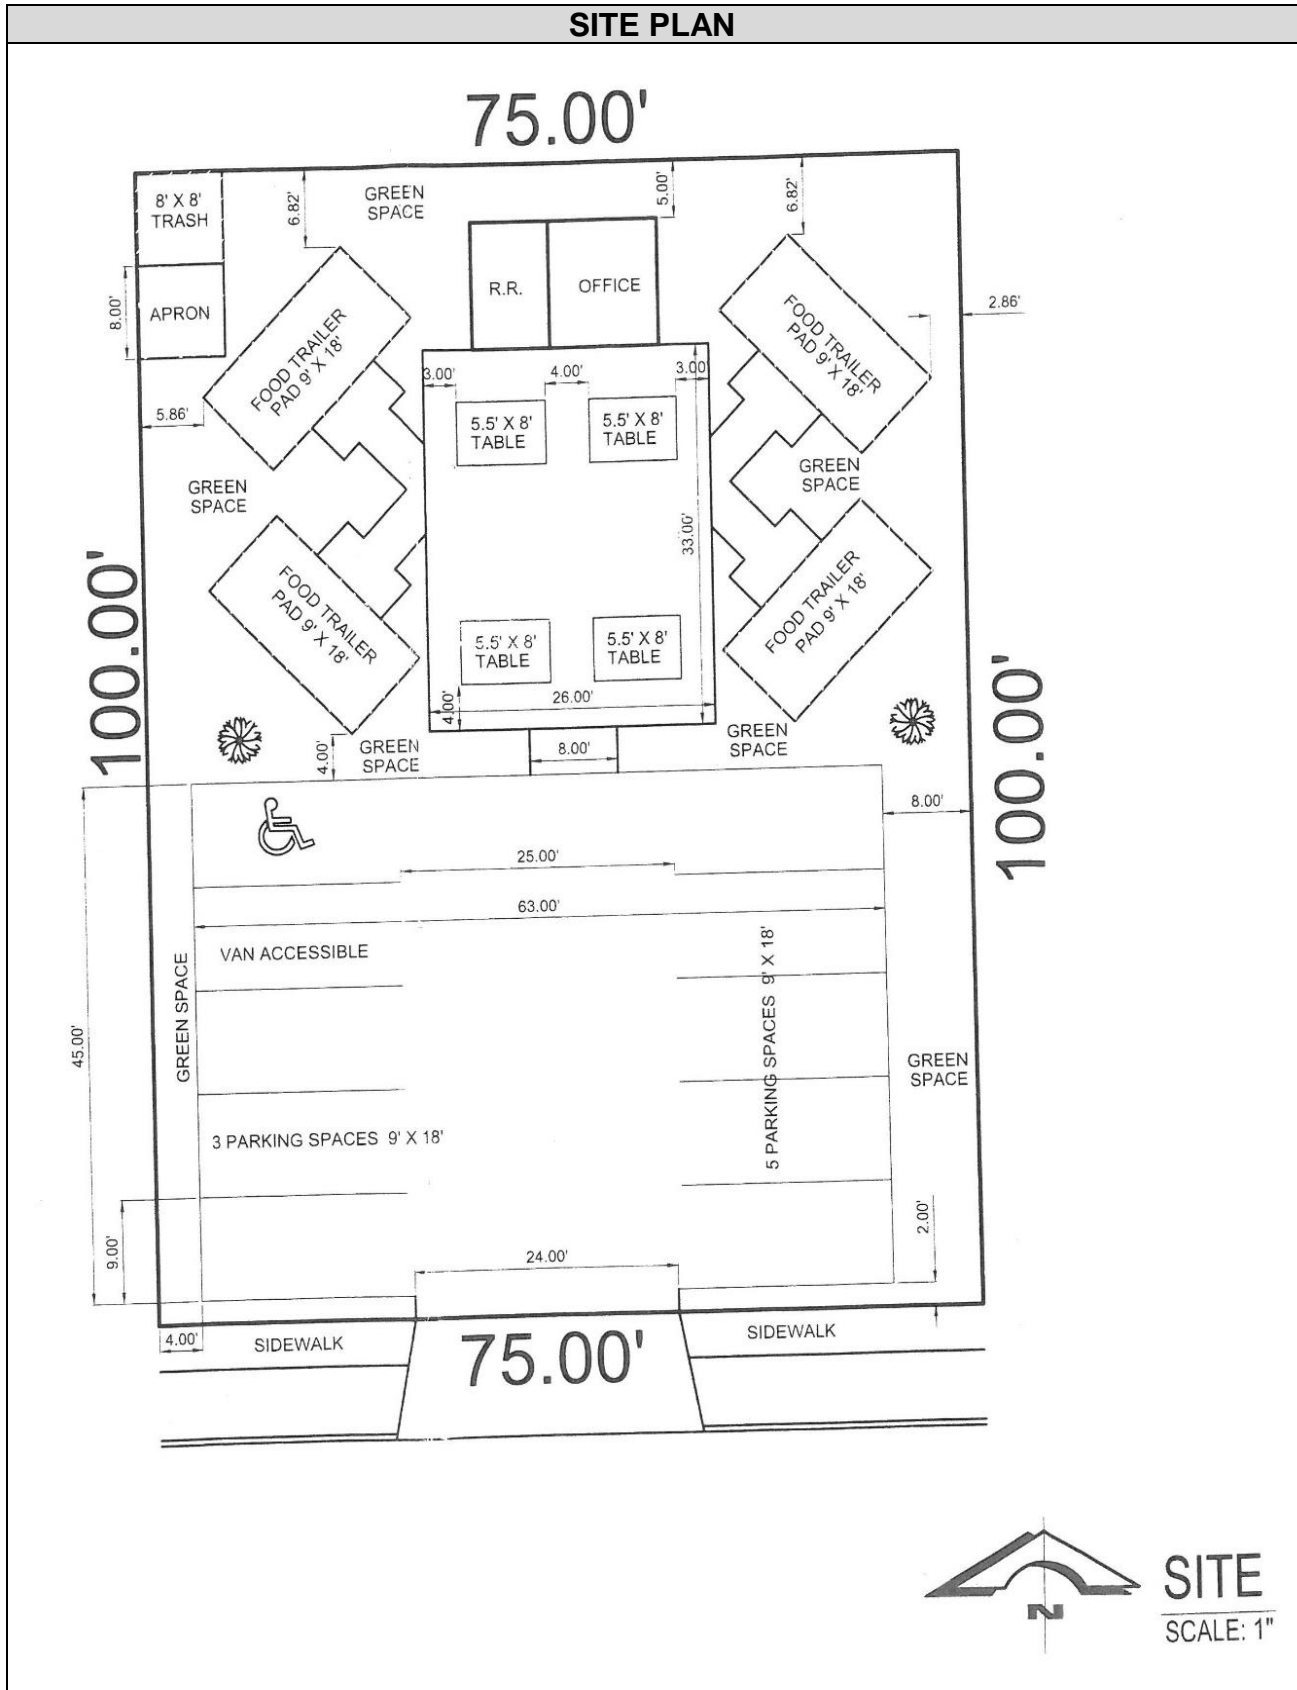 SITE PLAN
75.00'
8' X 8'
TRASH
6.82'
GREEN
SPACE
5.00'
6.82'
8.00'
APRON
R.R.
OFFICE
2.86'
FOOD TRAILER
PAD 9' X 18'
FOOD TRAILER
PAD 9' X 18'
3.00'
4.00'
3.00'
5.86'
5.5' X 8'
TABLE
5.5' X 8'
TABLE
GREEN
SPACE
GREEN
SPACE
33.00'
100.00'
FOOD TRAILER
PAD 9' X 18'
FOOD TRAILER
PAD 9' X 18'
5.5' X 8'
TABLE
5.5' X 8'
TABLE
100.00'
4.00'
26.00'
4.00'
GREEN
SPACE
8.00'
GREEN
SPACE
8.00'
25.00'
63.00'
VAN ACCESSIBLE
GREEN SPACE
45.00'
5 PARKING SPACES 9' X 18'
GREEN
SPACE
3 PARKING SPACES 9' X 18'
9.00'
24.00'
2.00'
4.00'
SIDEWALK
75.00'
SIDEWALK
N
SITE
SCALE: 1"